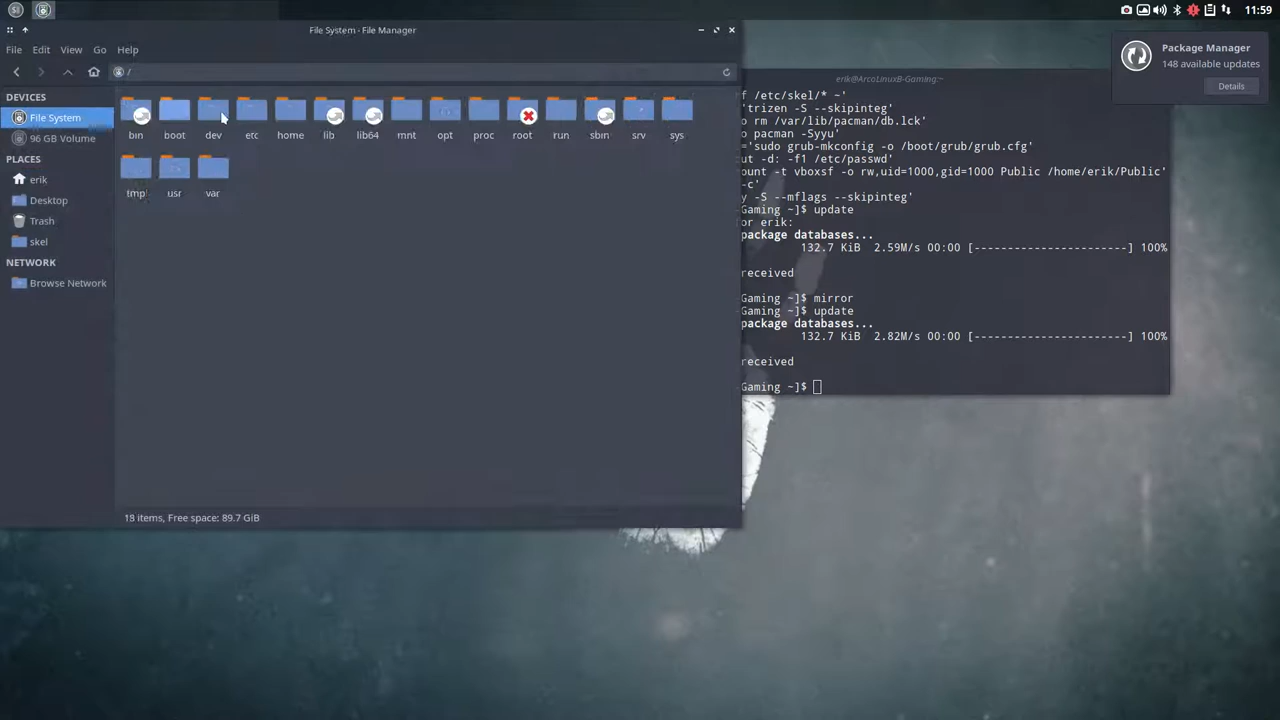 11:59
File System - File Manager
File Edit View Go Help
/
DEVICES
File System
96 GB Volume
PLACES
erik
Desktop
Trash
skel
NETWORK
Browse Network
bin boot dev etc home lib lib64 mnt opt proc root run sbin srv sys
tmp usr var
18 items, Free space: 89.7 GiB
erik@ArcoLinuxB-Gaming:~
f /etc/skel/* ~'
'trizen -S --skipinteg'
o rm /var/lib/pacman/db.lck
o pacman -Syyu'
='sudo grub-mkconfig -o /boot/grub/grub.cfg'
ut -d: -f1 /etc/passwd'
ount -t vboxsf -o rw,uid=1000,gid=1000 Public /home/erik/Public'
-c'
y -S --mflags --skipinteg'
Gaming ~]$ update
for erik:
package databases...
132.7 KiB 2.59M/s 00:00 [----------------------] 100%
received
Gaming ~]$ mirror
Gaming ~]$ update
package databases...
132.7 KiB 2.82M/s 00:00 [----------------------] 100%
received
Gaming ~]$
Package Manager
148 available updates
Details